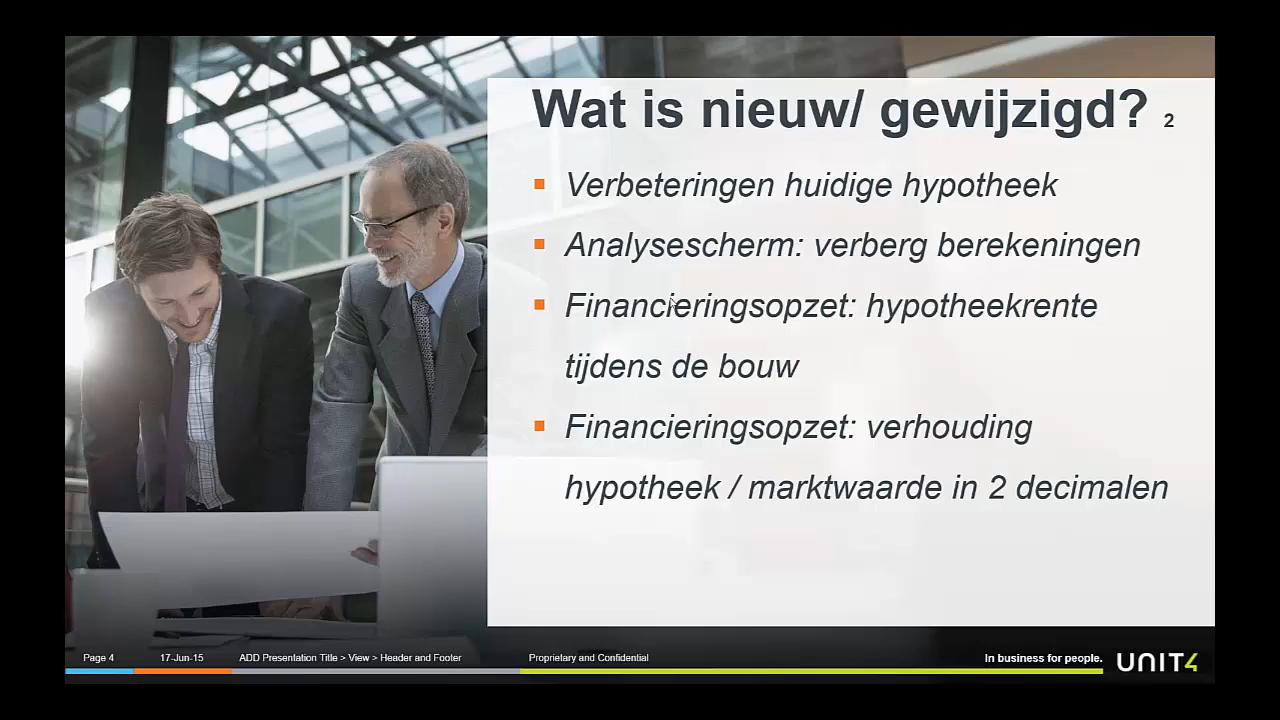 Wat is nieuw/ gewijzigd? 2
Verbeteringen huidige hypotheek
Analysescherm: verberg berekeningen
Financieringsopzet: hypotheekrente
tijdens de bouw
Financieringsopzet: verhouding
hypotheek / marktwaarde in 2 decimalen
Page 4 17-Jun-15 ADD Presentation Title > View > Header and Footer Proprietary and Confidential In business for people. UNIT4